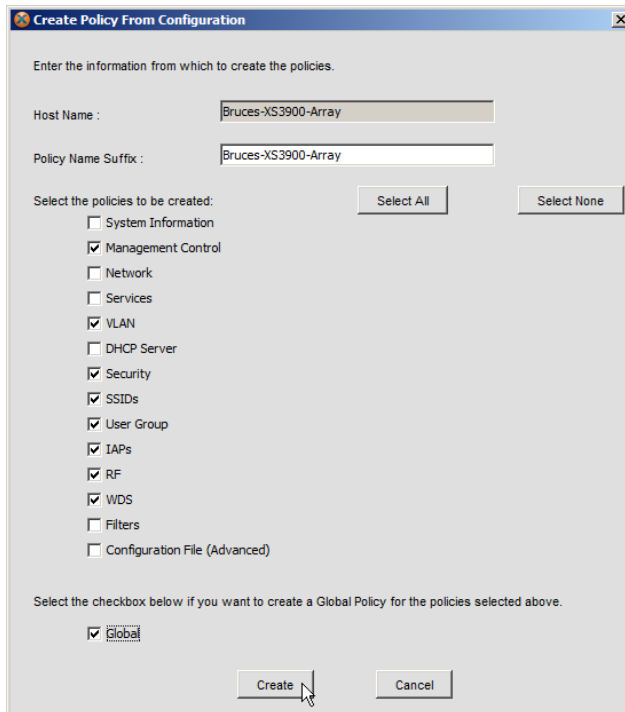 Create Policy From Configuration
Enter the information from which to create the policies.
Host Name : Bruces-XS3900-Array
Policy Name Suffix : Bruces-XS3900-Array
Select the policies to be created: Select All Select None
System Information
Management Control
Network
Services
VLAN
DHCP Server
Security
SSIDs
User Group
IAPs
RF
WDS
Filters
Configuration File (Advanced)
Select the checkbox below if you want to create a Global Policy for the policies selected above.
Global
Create Cancel